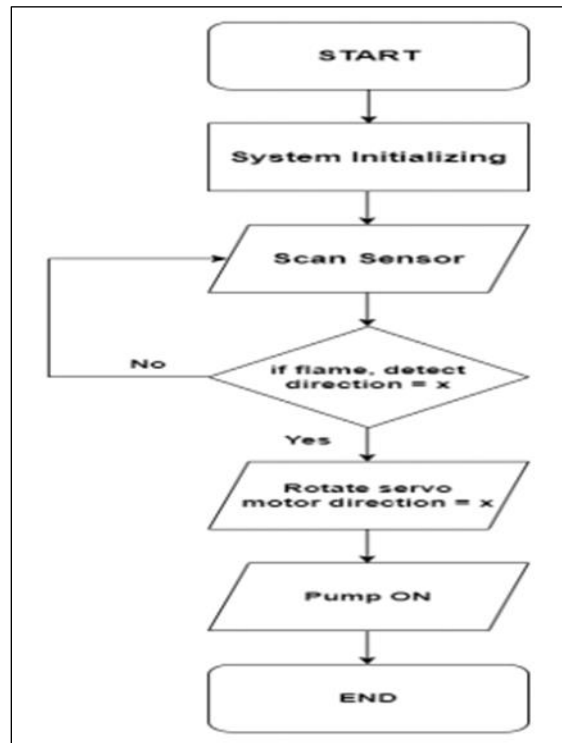 START
System Initializing
Scan Sensor
if flame, detect
direction = x
No
Yes
Rotate servo
motor direction = x
Pump ON
END